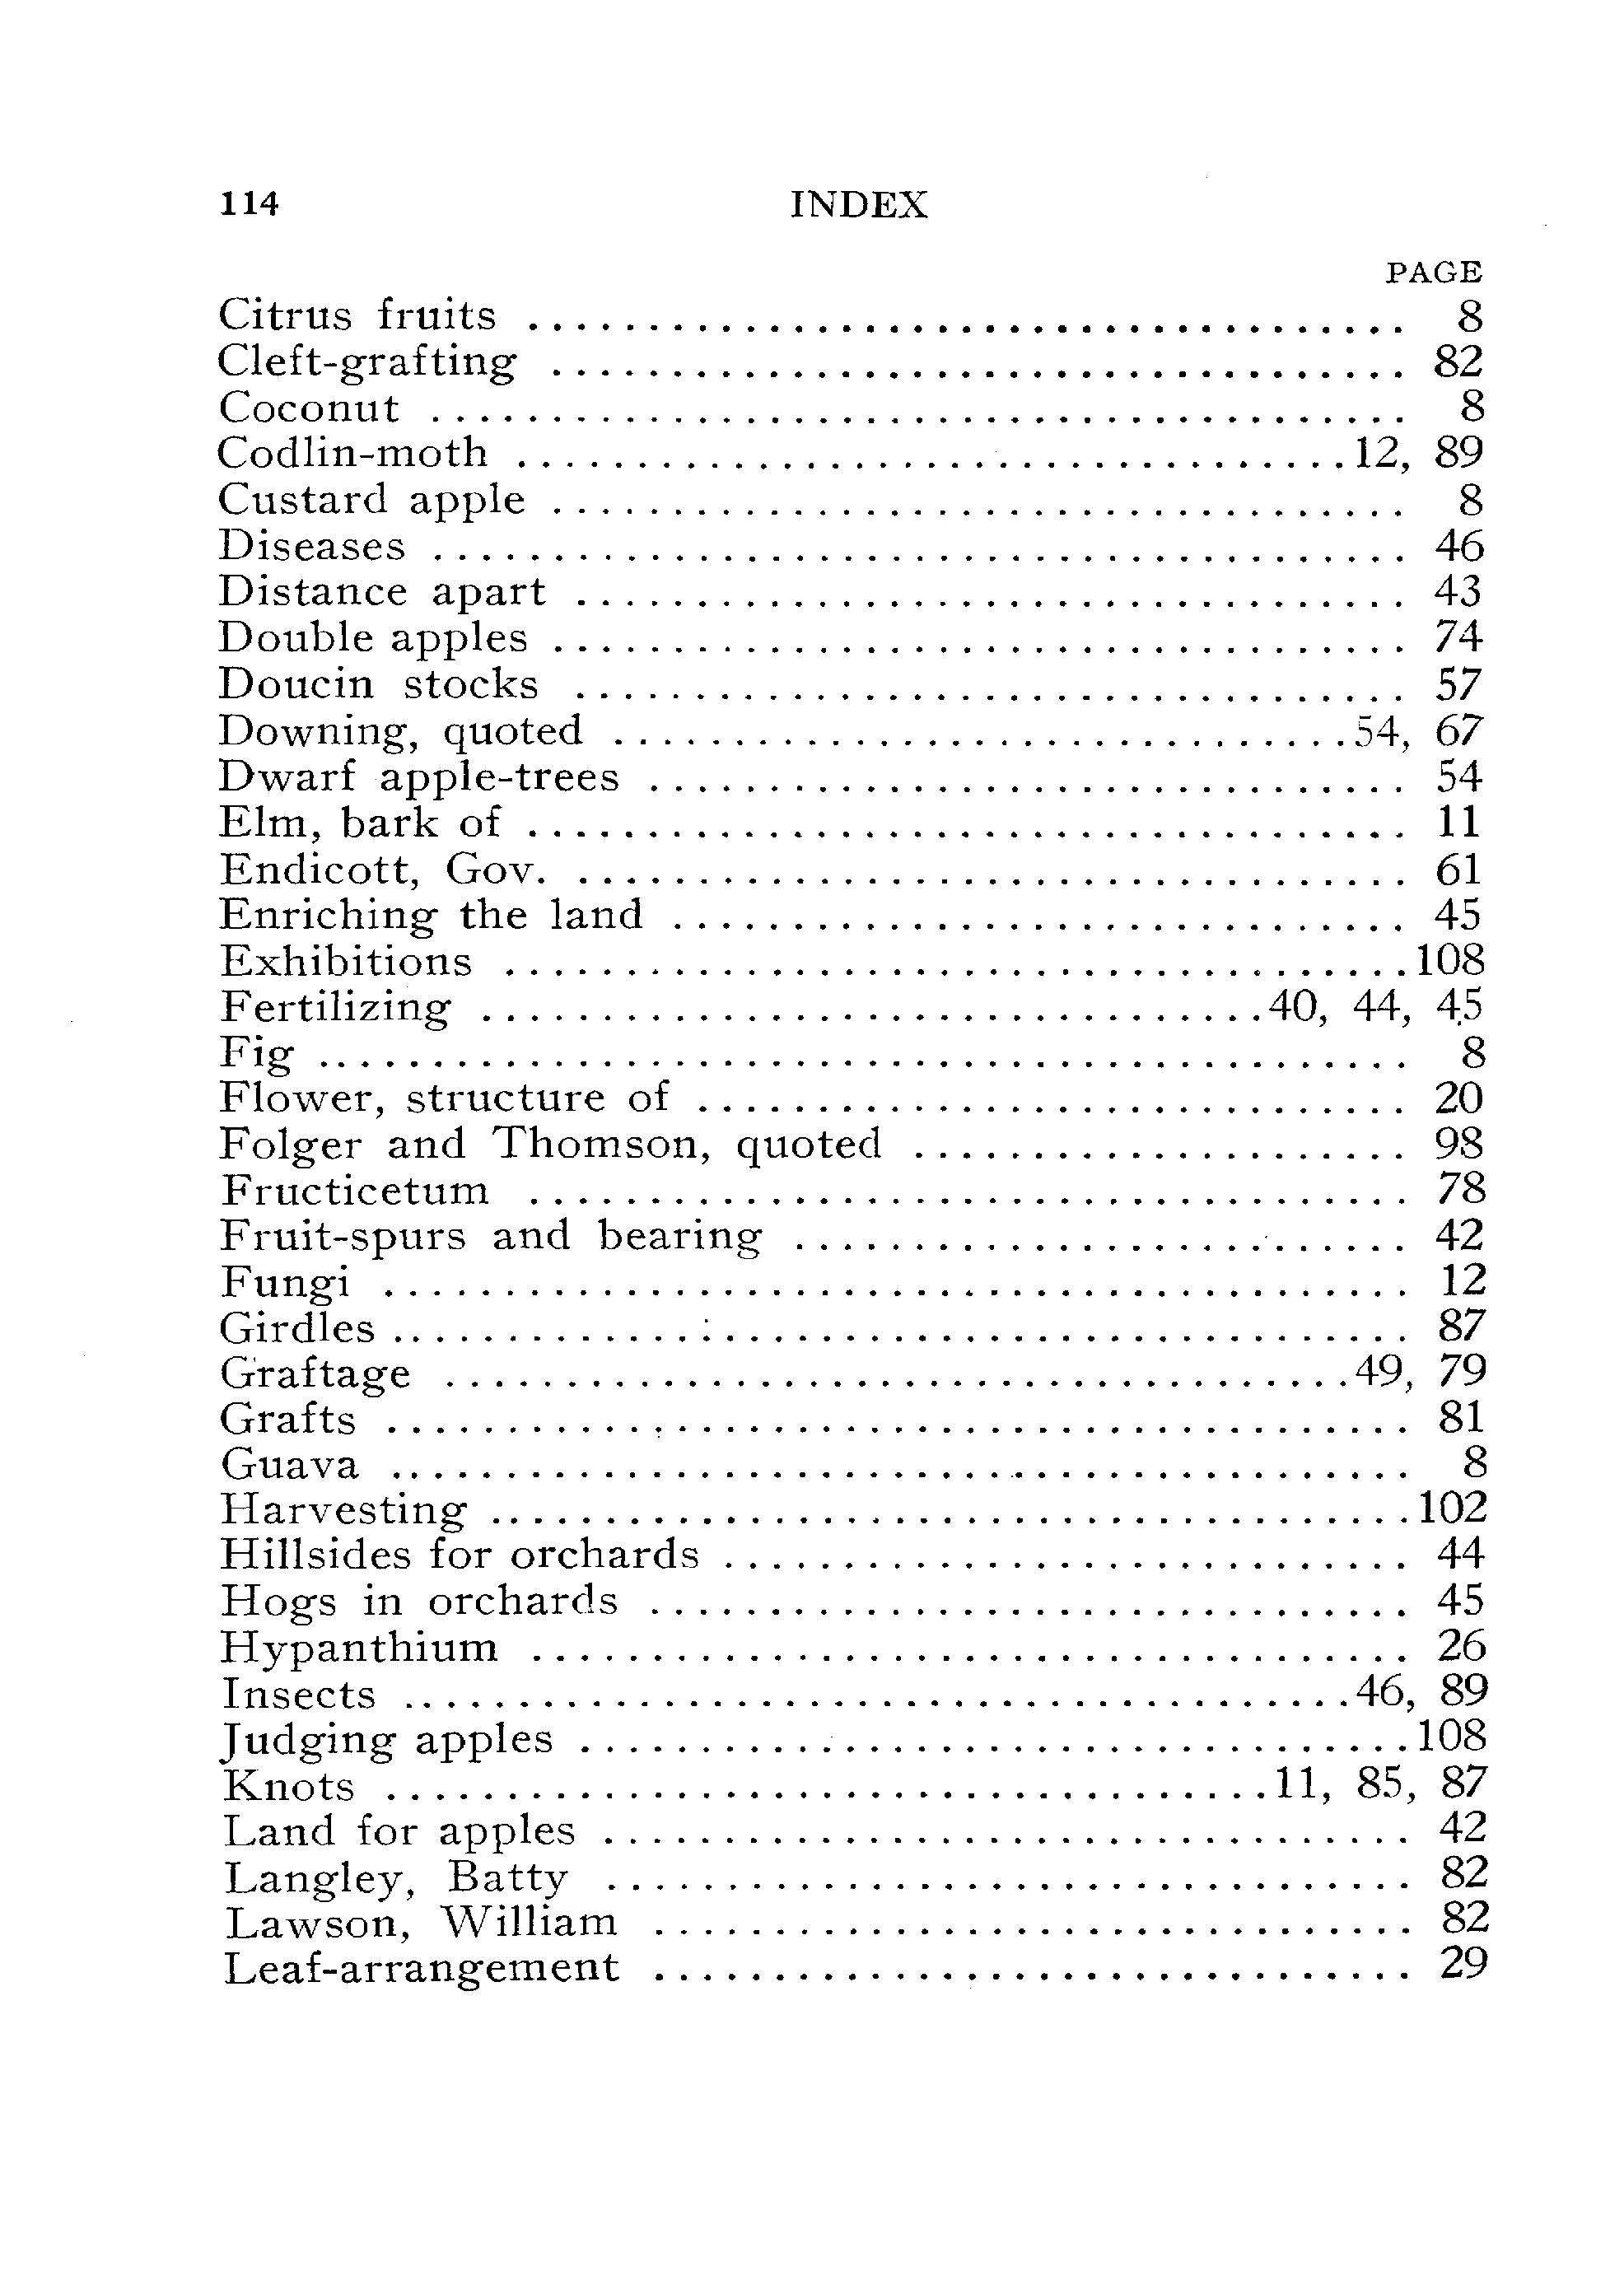 114 INDEX
PAGE
Citrus fruits .................................... 8
Cleft-grafting .................................... 82
Coconut .................................... 8
Codlin-moth .................................... 12, 89
Custard apple .................................... 8
Diseases .................................... 46
Distance apart .................................... 43
Double apples .................................... 74
Doucin stocks .................................... 57
Downing, quoted .................................... 54, 67
Dwarf apple-trees .................................... 54
Elm, bark of .................................... 11
Endicott, Gov. .................................... 61
Enriching the land .................................... 45
Exhibitions .................................... 108
Fertilizing .................................... 40, 44, 45
Fig .................................... 8
Flower, structure of .................................... 20
Folger and Thomson, quoted .................................... 98
Fructicetum .................................... 78
Fruit-spurs and bearing .................................... 42
Fungi .................................... 12
Girdles .................................... 87
Graftage .................................... 49, 79
Grafts .................................... 81
Guava .................................... 8
Harvesting .................................... 102
Hillsides for orchards .................................... 44
Hogs in orchards .................................... 45
Hypanthium .................................... 26
Insects .................................... 46, 89
Judging apples .................................... 108
Knots .................................... 11, 85, 87
Land for apples .................................... 42
Langley, Batty .................................... 82
Lawson, William .................................... 82
Leaf-arrangement .................................... 29